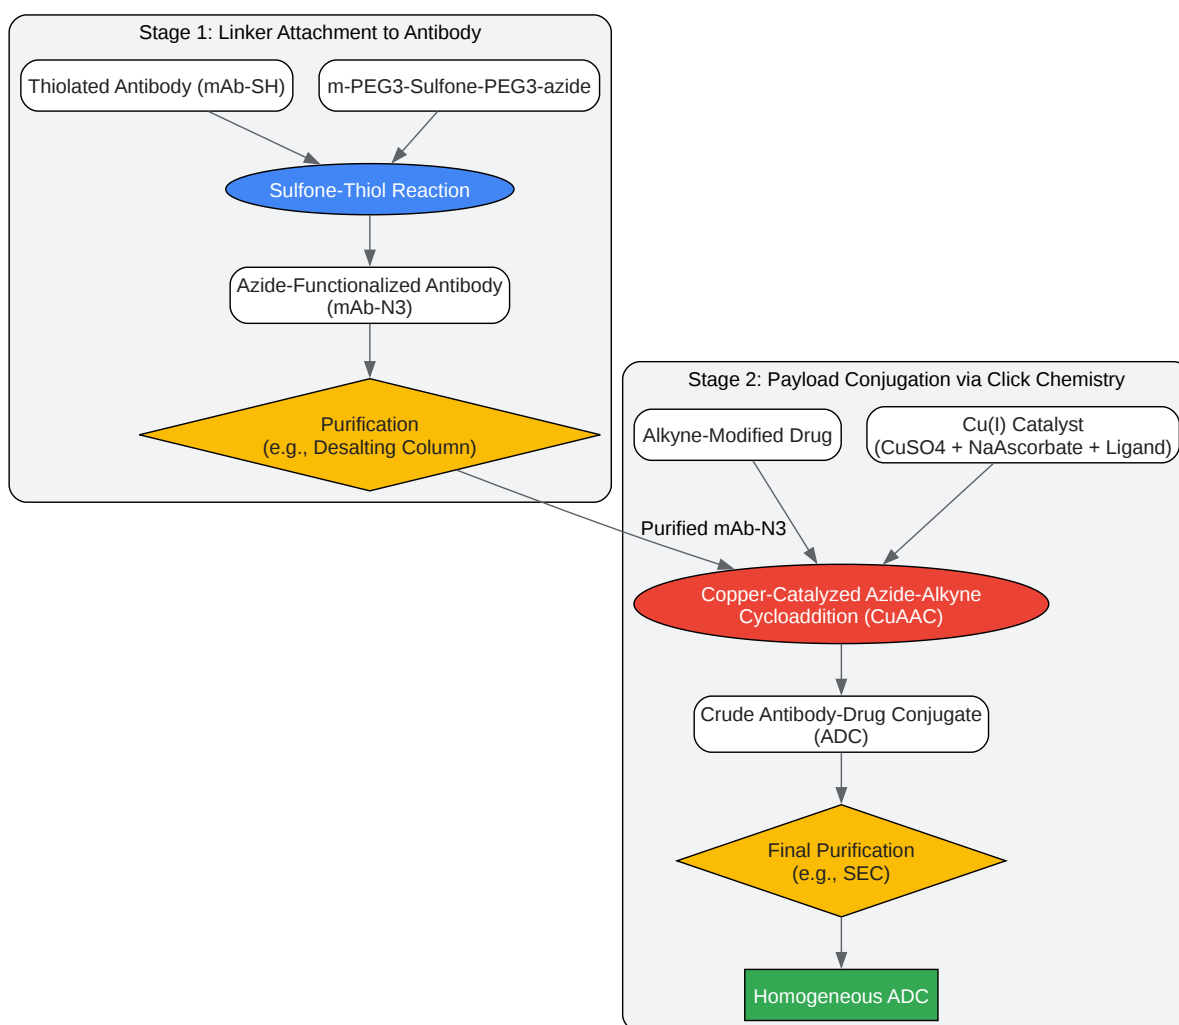 Stage 1: Linker Attachment to Antibody
Thiolated Antibody (mAb-SH)
m-PEG3-Sulfone-PEG3-azide
Sulfone-Thiol Reaction
Azide-Functionalized Antibody
(mAb-N3)
Purification
(e.g., Desalting Column)
Stage 2: Payload Conjugation via Click Chemistry
Alkyne-Modified Drug
Cu(I) Catalyst
(CuSO4 + NaAscorbate + Ligand)
Purified mAb-N3
Copper-Catalyzed Azide-Alkyne
Cycloaddition (CuAAC)
Crude Antibody-Drug Conjugate
(ADC)
Final Purification
(e.g., SEC)
Homogeneous ADC